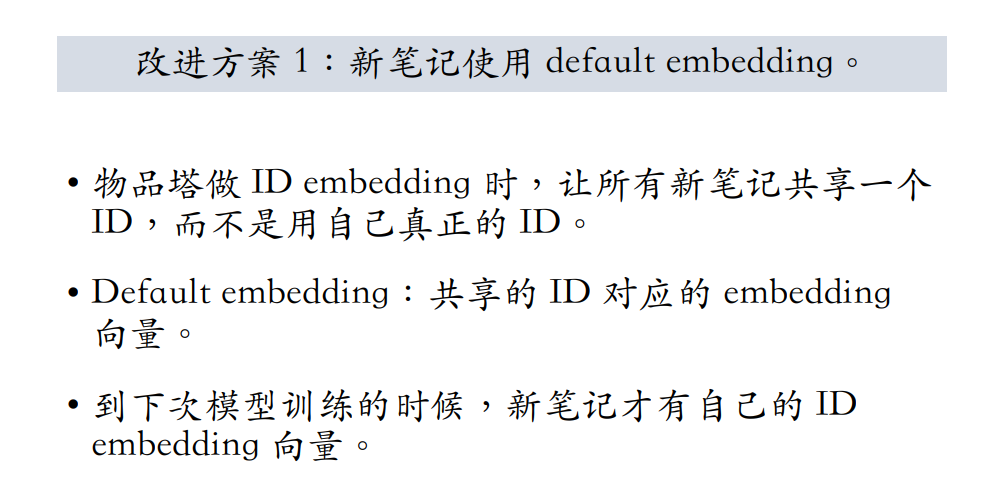 改进方案 1：新笔记使用 default embedding。
• 物品塔做 ID embedding 时，让所有新笔记共享一个
ID，而不是用自己真正的 ID。
• Default embedding：共享的 ID 对应的 embedding
向量。
• 到下次模型训练的时候，新笔记才有自己的 ID
embedding 向量。